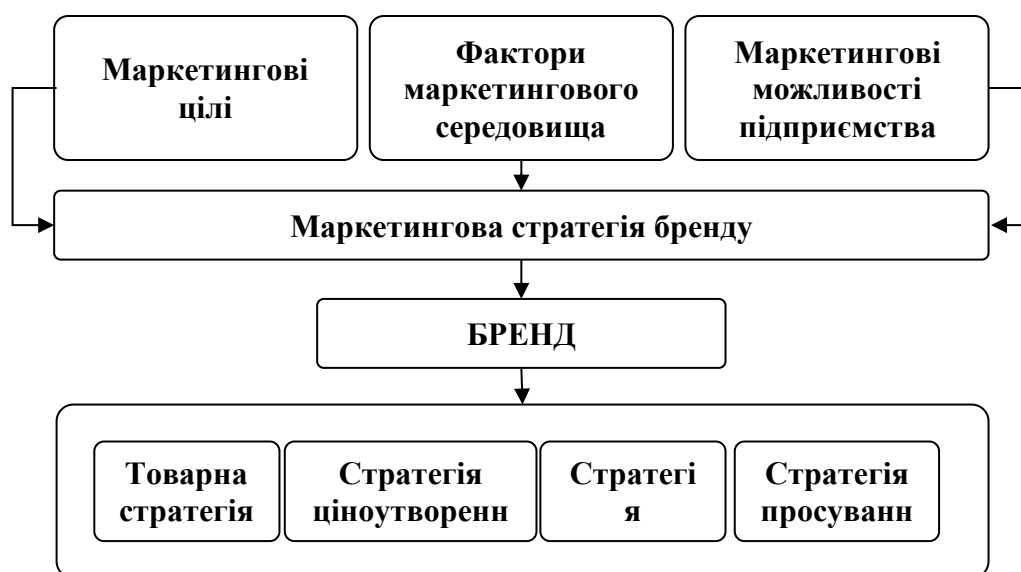 Маркетингові
цілі
Фактори
маркетингового
середовища
Маркетингові
можливості
підприємства
Маркетингова стратегія бренду
БРЕНД
Товарна
стратегія
Стратегія
ціноутворенн
Стратегі
я
Стратегія
просуванн